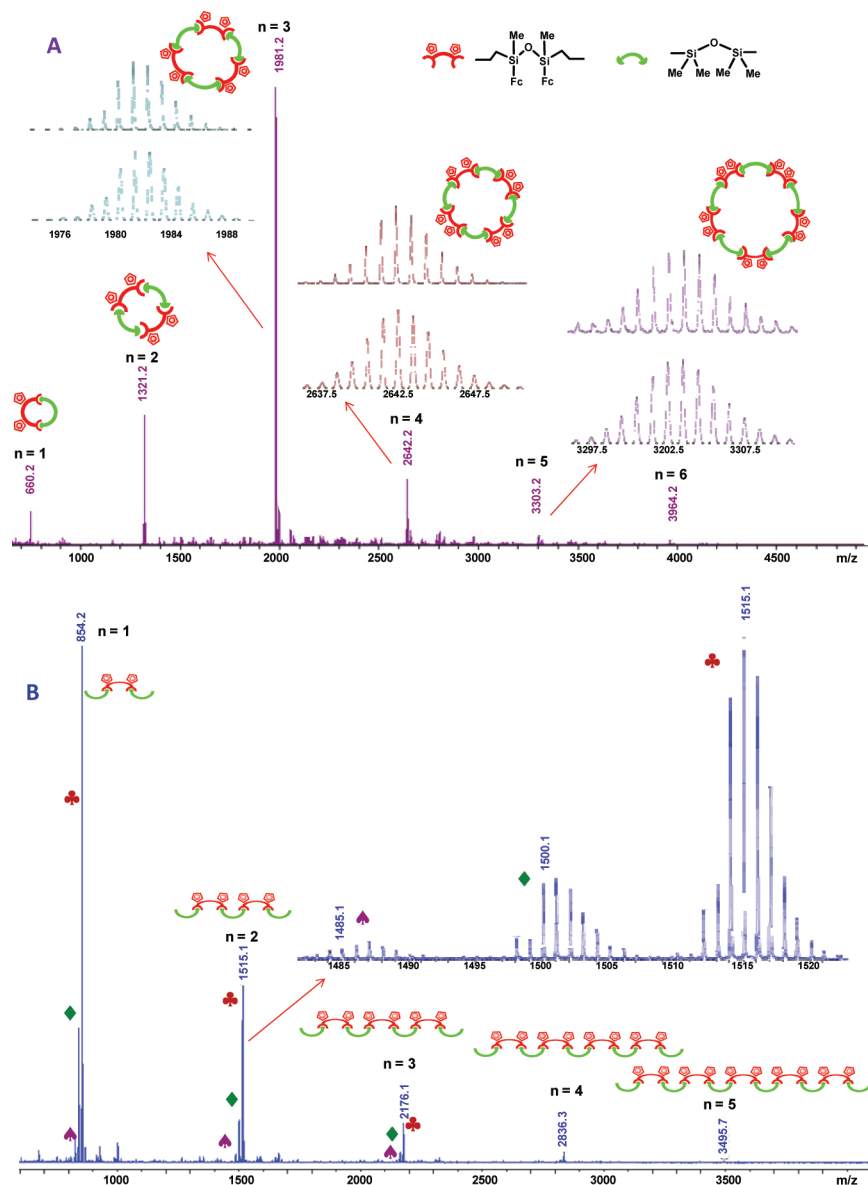 A
n = 3
1981.2
Me
Me
O
Si
Si
Fc
Fc
O
Si
Si
Me
Me
Me
Me
1976 1980 1984 1988
n = 2
1321.2
n = 1
660.2
2637.5 2642.5 2647.5
n = 4
2642.2
3297.5 3202.5 3307.5
n = 5
3303.2
n = 6
3964.2
1000 1500 2000 2500 3000 3500 4000 4500 m/z
B
854.2
n = 1
1515.1
1500.1
1485.1
1485 1490 1495 1500 1505 1510 1516 1520
n = 2
1515.1
n = 3
2176.1
n = 4
2836.3
n = 5
3495.7
1000 1500 2000 2500 3000 3500 m/z